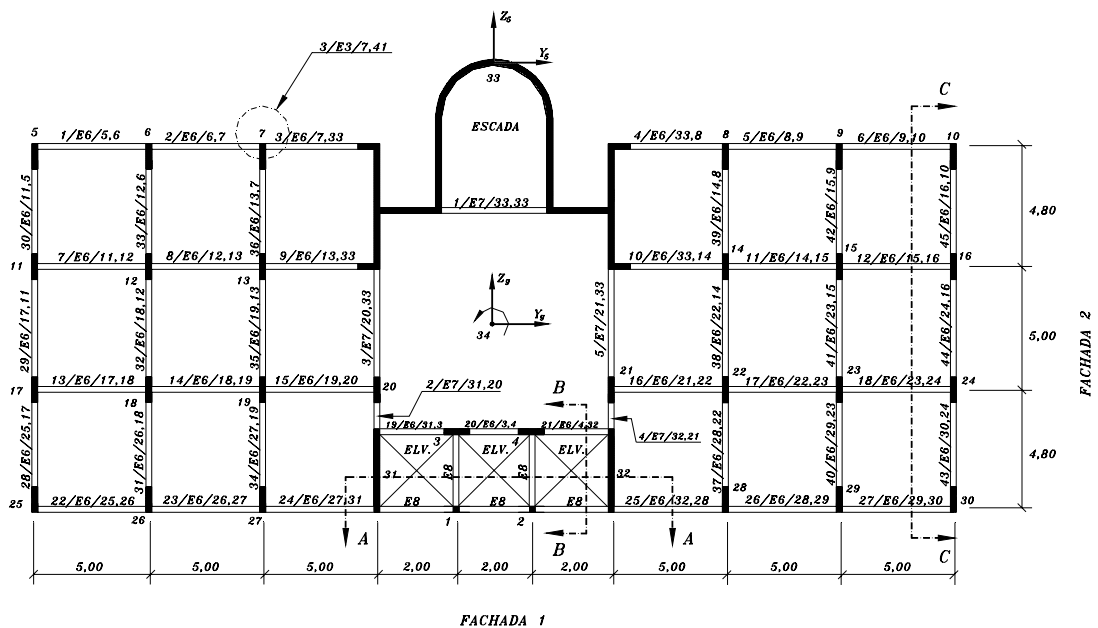 Z₆
3/E3/7,41
Y₅
33
C
ESCADA
5
1/E6/5,6
6
2/E6/6,7
7
3/E6/7,33
4/E6/33,8
8
5/E6/8,9
9
6/E6/9,10
10
30/E6/11,5
33/E6/12,6
36/E6/13,7
39/E6/14,8
42/E6/15,9
45/E6/16,10
1/E7/33,33
4,80
11
7/E6/11,12
8/E6/12,13
9/E6/13,33
10/E6/33,14
14
11/E6/14,15
15
12/E6/15,16
16
12
13
Z₉
Y₉
34
29/E6/17,11
32/E6/18,12
35/E6/19,13
3/E7/20,33
5/E7/21,33
38/E6/22,14
41/E6/23,15
44/E6/24,16
5,00
FACHADA 2
17
13/E6/17,18
14/E6/18,19
15/E6/19,20
20
2/E7/31,20
B
21
16/E6/21,22
22
17/E6/22,23
23
18/E6/23,24
24
18
19
28/E6/25,17
31/E6/26,18
34/E6/27,19
19/E6/31,3
20/E6/3,4
21/E6/4,32
4/E7/32,21
3
4
ELV.
ELV.
ELV.
E8
E8
31
32
37/E6/28,22
40/E6/29,23
43/E6/30,24
4,80
25
22/E6/25,26
23/E6/26,27
24/E6/27,31
E8
E8
25/E6/32,28
28
26/E6/28,29
29
27/E6/29,30
30
26
27
1
2
A
B
A
C
5,00
5,00
5,00
2,00
2,00
2,00
5,00
5,00
5,00
FACHADA 1